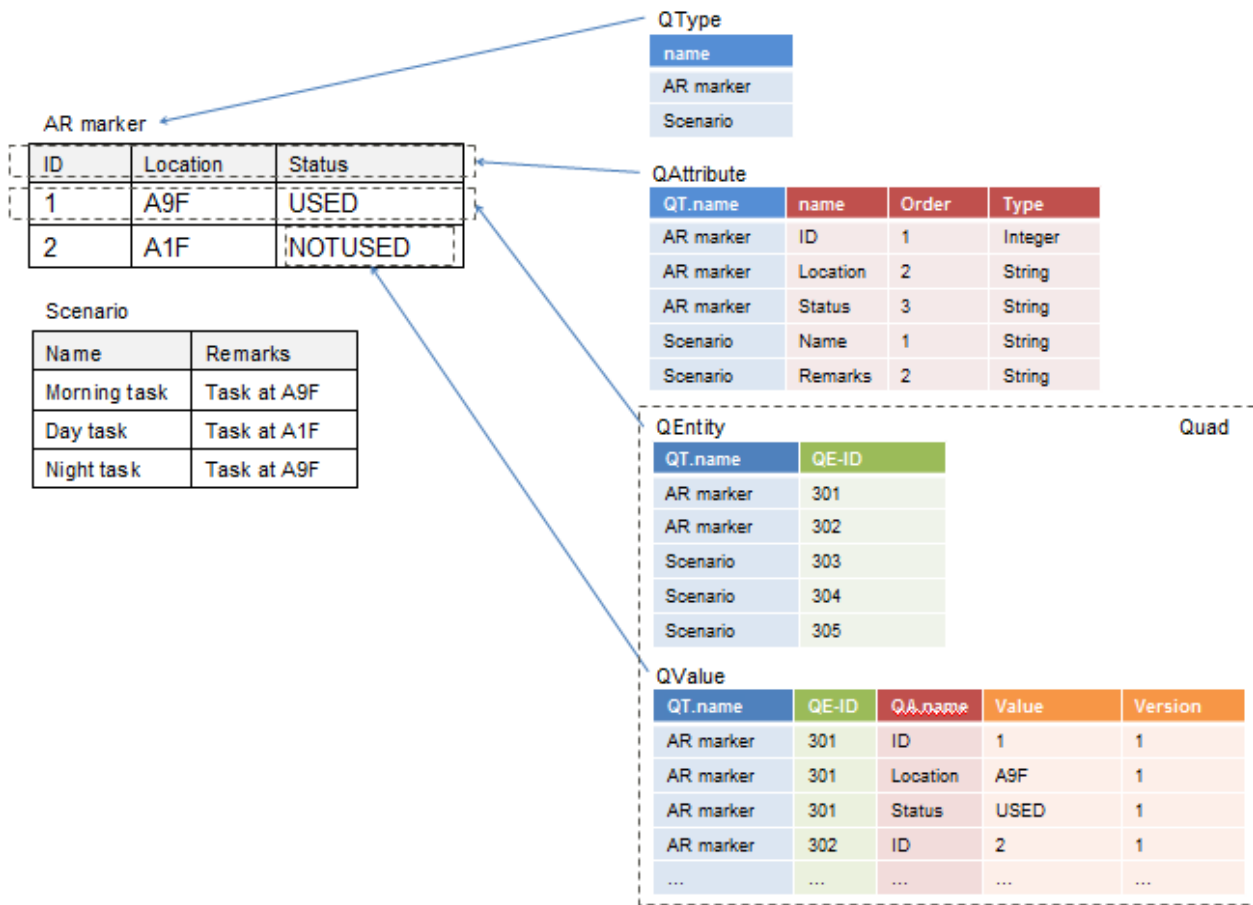 AR marker
ID Location Status
1 A9F USED
2 A1F NOTUSED
Scenario
Name Remarks
Morning task Task at A9F
Day task Task at A1F
Night task Task at A9F
QType
name
AR marker
Scenario
QAttribute
QT.name name Order Type
AR marker ID 1 Integer
AR marker Location 2 String
AR marker Status 3 String
Scenario Name 1 String
Scenario Remarks 2 String
QEntity Quad
QT.name QE-ID
AR marker 301
AR marker 302
Scenario 303
Scenario 304
Scenario 305
QValue
QT.name QE-ID QA.name Value Version
AR marker 301 ID 1 1
AR marker 301 Location A9F 1
AR marker 301 Status USED 1
AR marker 302 ID 2 1
... ... ... ... ...